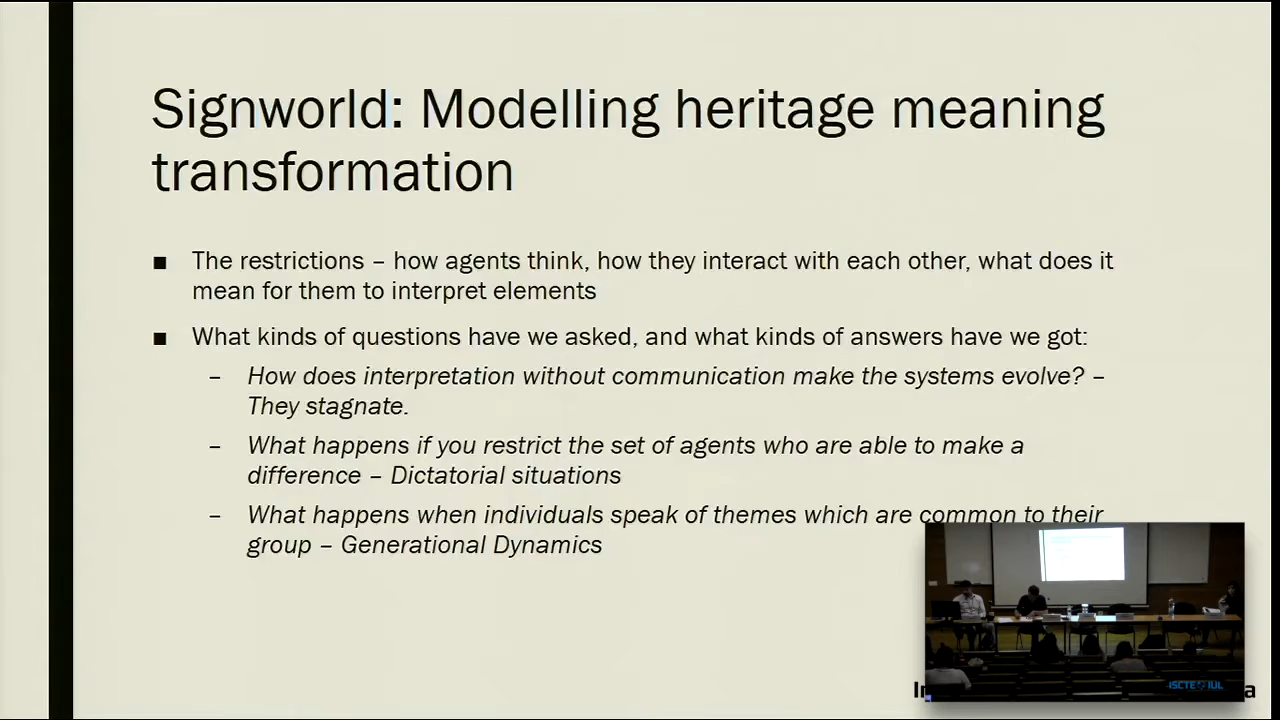 Signworld: Modelling heritage meaning
transformation
■ The restrictions – how agents think, how they interact with each other, what does it
mean for them to interpret elements
■ What kinds of questions have we asked, and what kinds of answers have we got:
– How does interpretation without communication make the systems evolve? –
They stagnate.
– What happens if you restrict the set of agents who are able to make a
difference – Dictatorial situations
– What happens when individuals speak of themes which are common to their
group – Generational Dynamics
ISCTE IUL